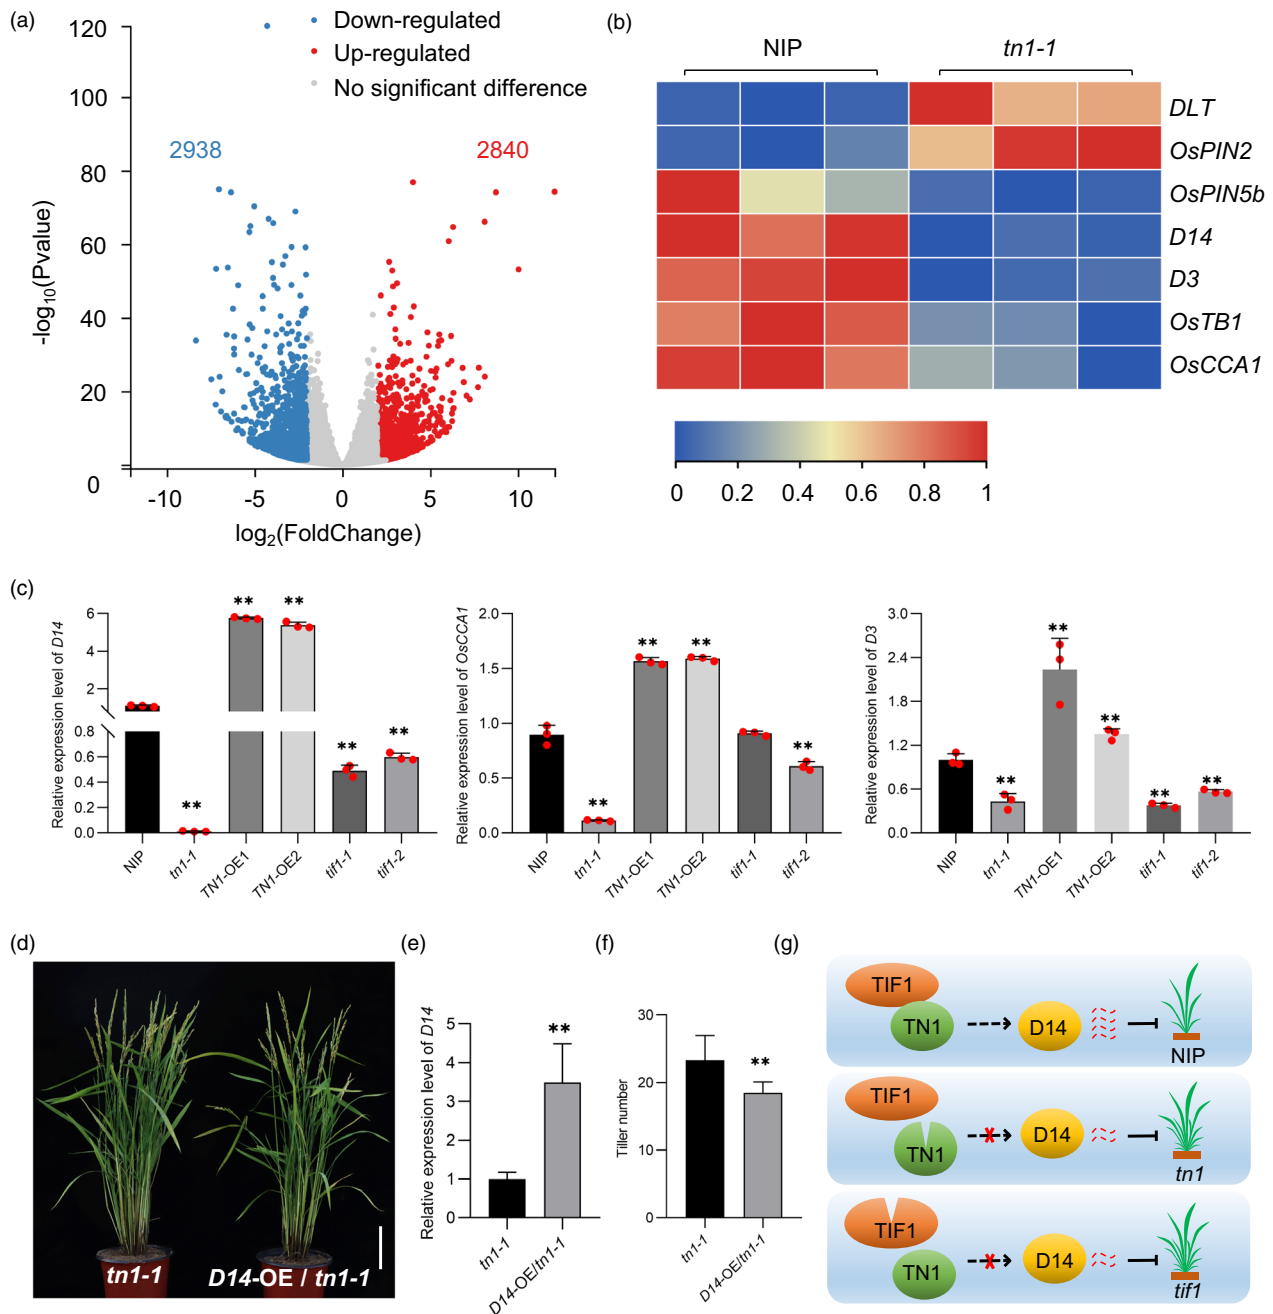 (a)
Down-regulated
Up-regulated
No significant difference
2938
2840
120
100
80
60
40
20
0
-log10(Pvalue)
-10
-5
0
5
10
log2(FoldChange)
(b)
NIP
tn1-1
DLT
OsPIN2
OsPIN5b
D14
D3
OsTB1
OsCCA1
0
0.2
0.4
0.6
0.8
1
(c)
Relative expression level of D14
6
4
2
0.8
0.6
0.4
0.2
0.0
**
**
**
**
**
NIP
tn1-1
TN1-OE1
TN1-OE2
tif1-1
tif1-2
Relative expression level of OsCCA1
2.0
1.5
1.0
0.5
0.0
**
**
**
**
NIP
tn1-1
TN1-OE1
TN1-OE2
tif1-1
tif1-2
Relative expression level of D3
3.0
2.4
1.8
1.2
0.6
0.0
**
**
**
**
**
NIP
tn1-1
TN1-OE1
TN1-OE2
tif1-1
tif1-2
(d)
tn1-1
D14-OE / tn1-1
(e)
Relative expression level of D14
5
4
3
2
1
0
**
tn1-1
D14-OE/tn1-1
(f)
Tiller number
30
20
10
0
**
tn1-1
D14-OE/tn1-1
(g)
TIF1
TN1
D14
NIP
TIF1
TN1
D14
tn1
TIF1
TN1
D14
tif1